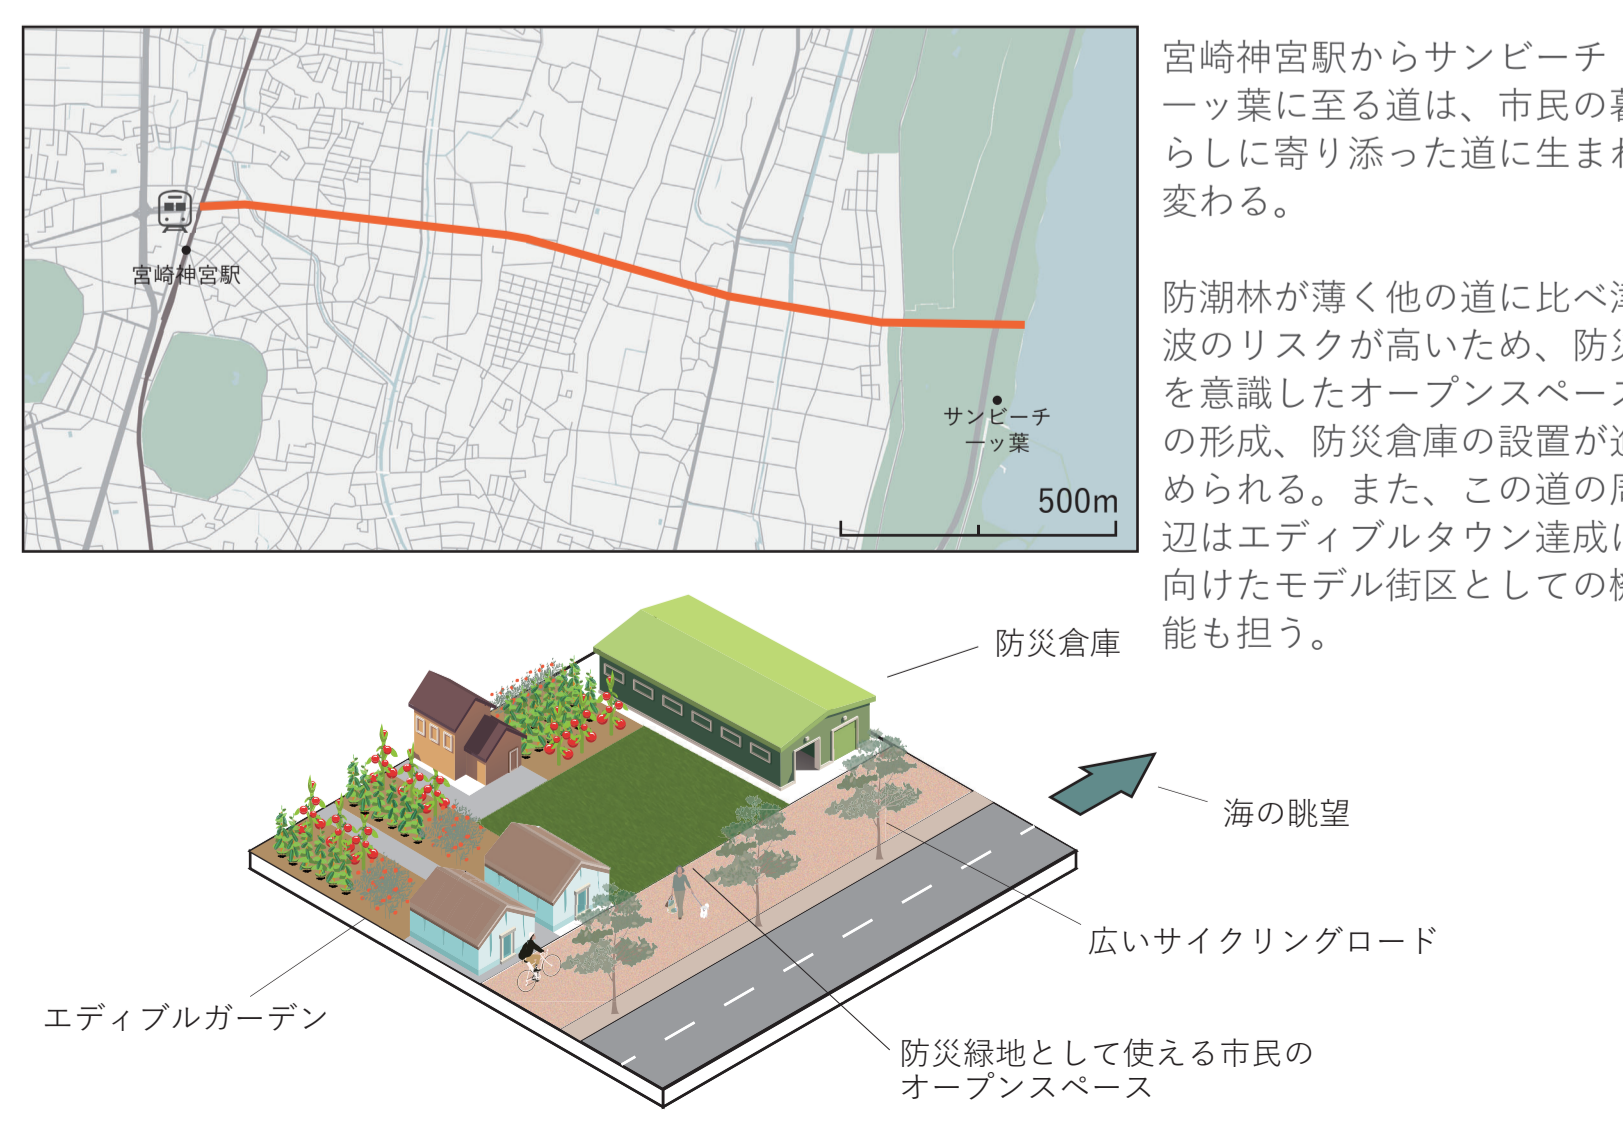 宮崎神宮駅からサンビーチ
一ッ葉に至る道は、市民の暮
らしに寄り添った道に生まれ
変わる。
防潮林が薄く他の道に比べ津
波のリスクが高いため、防災
を意識したオープンスペース
の形成、防災倉庫の設置が進
められる。また、この道の周
辺はエディブルタウン達成に
向けたモデル街区としての機
能も担う。
宮崎神宮駅
サンビーチ
一ッ葉
500m
防災倉庫
海の眺望
広いサイクリングロード
エディブルガーデン
防災緑地として使える市民の
オープンスペース